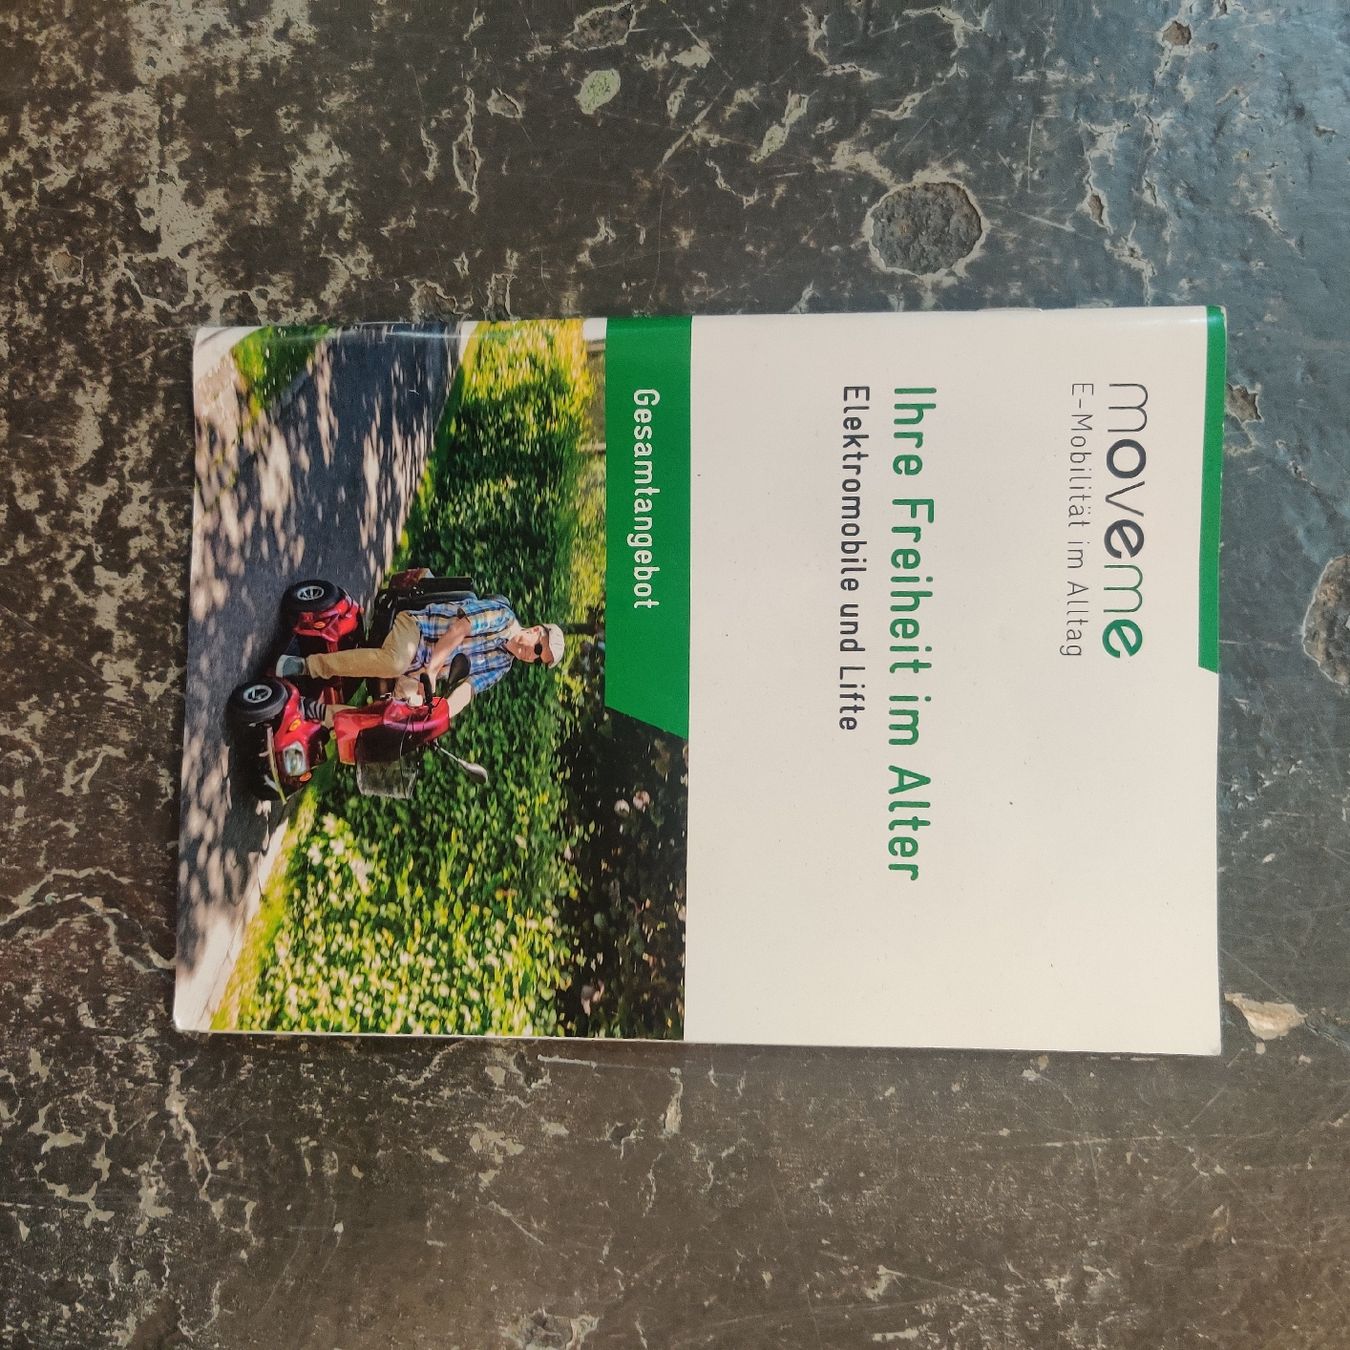 moveme
E-Mobilität im Alltag
Ihre Freiheit im Alter
Elektromobile und Lifte
Gesamtangebot